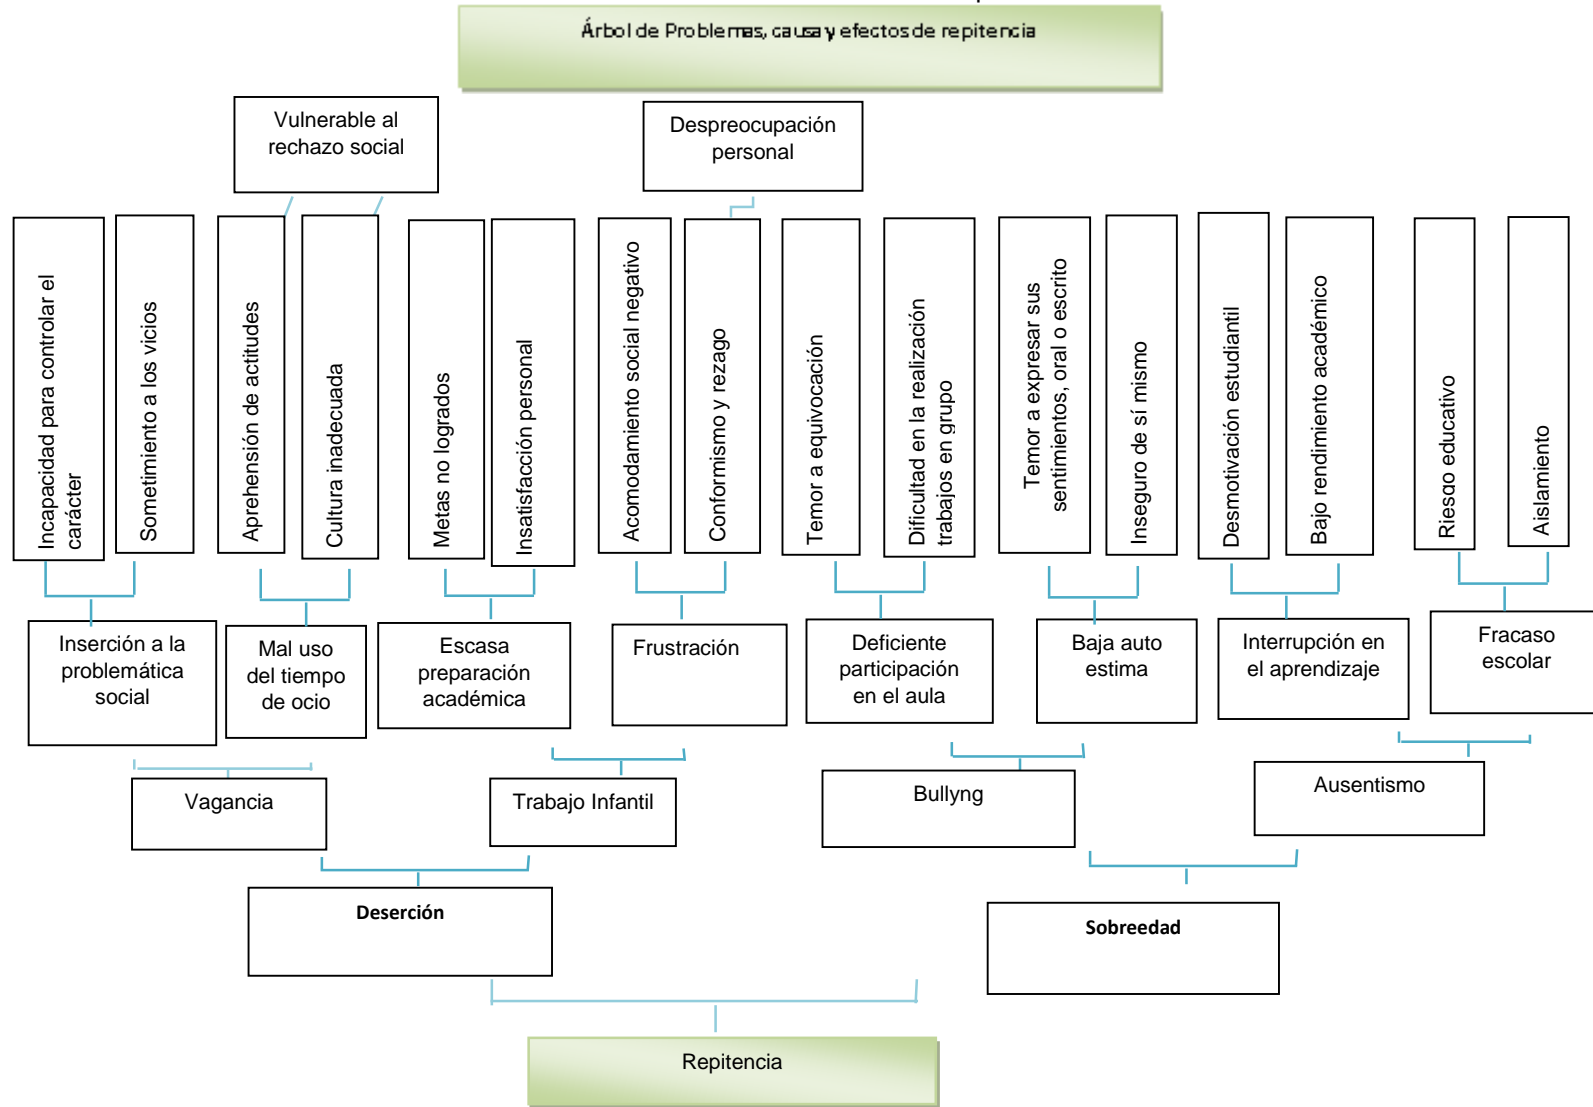 Árbol de Problemas, causa y efectos de repitencia
Vulnerable al
rechazo social
Despreocupación
personal
Incapacidad para controlar el
carácter
Sometimiento a los vicios
Aprehensión de actitudes
Cultura inadecuada
Metas no logrados
Insatisfacción personal
Acomodamiento social negativo
Conformismo y rezago
Temor a equivocación
Dificultad en la realización
trabajos en grupo
Temor a expresar sus
sentimientos, oral o escrito
Inseguro de sí mismo
Desmotivación estudiantil
Bajo rendimiento académico
Riesgo educativo
Aislamiento
Inserción a la
problemática
social
Mal uso
del tiempo
de ocio
Escasa
preparación
académica
Frustración
Deficiente
participación
en el aula
Baja auto
estima
Interrupción en
el aprendizaje
Fracaso
escolar
Vagancia
Trabajo Infantil
Bullyng
Ausentismo
Deserción
Sobreedad
Repitencia